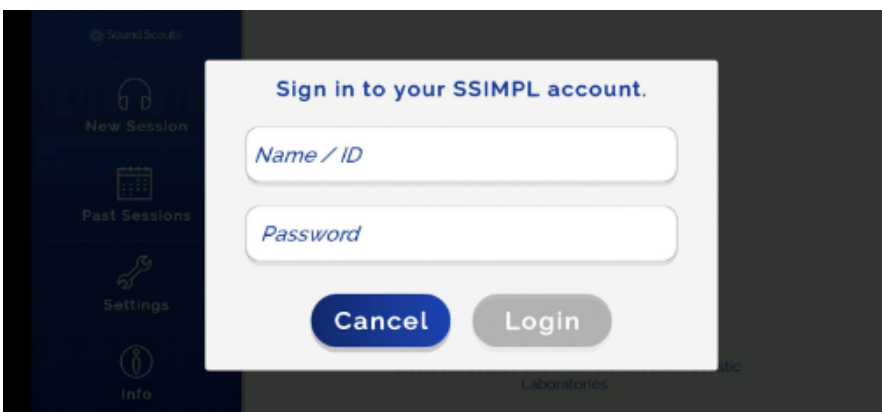 Sound Scouts
New Session
Past Sessions
Settings
Info
Sign in to your SSIMPL account.
Name / ID
Password
Cancel
Login
stic
Laboratories